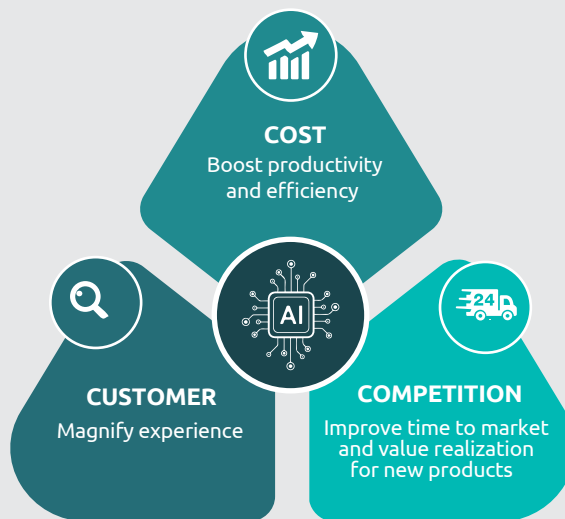 COST
Boost productivity
and efficiency
24
AI
CUSTOMER
Magnify experience
COMPETITION
Improve time to market
and value realization
for new products